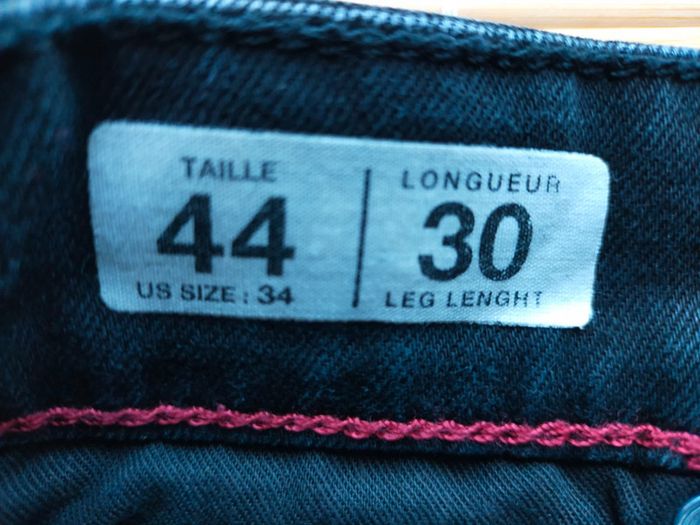 TAILLE
44
US SIZE : 34
LONGUEUR
30
LEG LENGHT